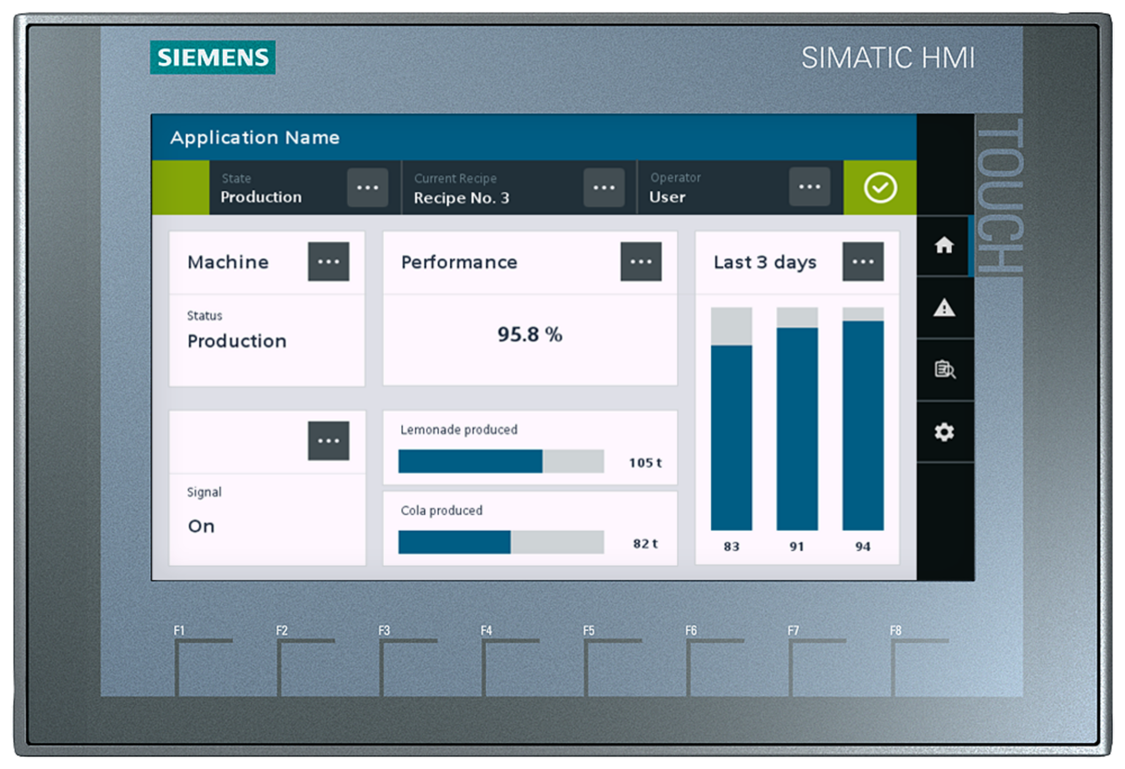 SIEMENS
SIMATIC HMI
TOUCH
Application Name
State
Production
Current Recipe
Recipe No. 3
Operator
User
Machine
Status
Production
Performance
95.8 %
Last 3 days
83 91 94
Signal
On
Lemonade produced
105 t
Cola produced
82 t
F1 F2 F3 F4 F5 F6 F7 F8